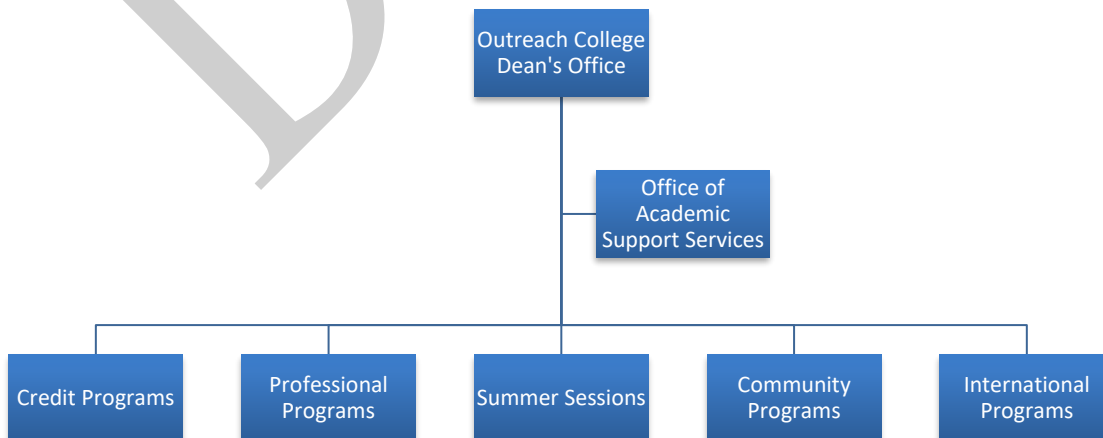 Outreach College
Dean's Office
Office of
Academic
Support Services
Credit Programs
Professional
Programs
Summer Sessions
Community
Programs
International
Programs